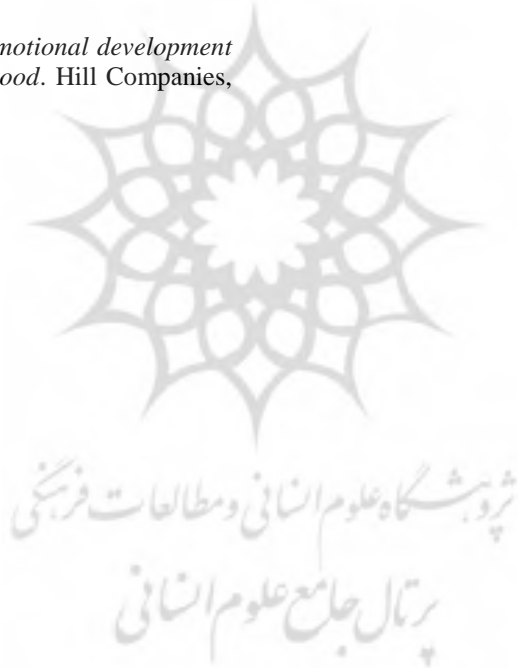 motional development
ood. Hill Companies,
پژوهشگاه علوم انسانی و مطالعات فرهنگی
پرتال جامع علوم انسانی